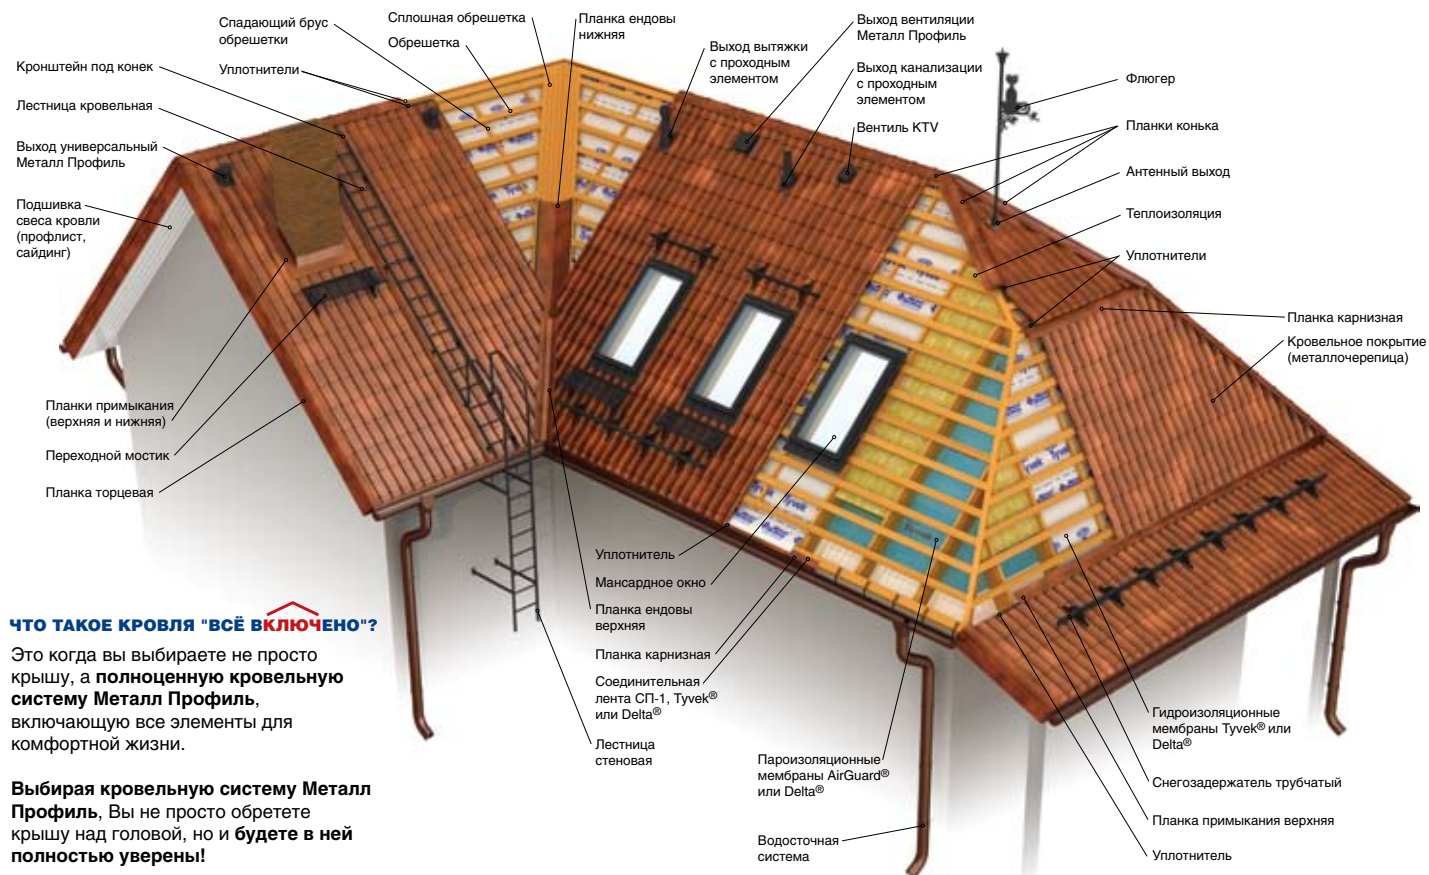 Спадающий брус
обрешетки
Сплошная обрешетка
Обрешетка
Планка ендовы
нижняя
Выход вытяжки
с проходным
элементом
Выход вентиляции
Металл Профиль
Выход канализации
с проходным
элементом
Вентиль KTV
Флюгер
Планки конька
Антенный выход
Теплоизоляция
Уплотнители
Планка карнизная
Кровельное покрытие
(металлочерепица)
Кронштейн под конек
Уплотнители
Лестница кровельная
Выход универсальный
Металл Профиль
Подшивка
свеса кровли
(профлист,
сайдинг)
Планки примыкания
(верхняя и нижняя)
Переходной мостик
Планка торцевая
Уплотнитель
Мансардное окно
Планка ендовы
верхняя
Планка карнизная
Соединительная
лента СП-1, Tyvek®
или Delta®
Лестница
стеновая
Пароизоляционные
мембраны AirGuard®
или Delta®
Водосточная
система
Гидроизоляционные
мембраны Tyvek® или
Delta®
Снегозадержатель трубчатый
Планка примыкания верхняя
Уплотнитель
ЧТО ТАКОЕ КРОВЛЯ "ВСЁ ВКЛЮЧЕНО"?
Это когда вы выбираете не просто
крышу, а полноценную кровельную
систему Металл Профиль,
включающую все элементы для
комфортной жизни.
Выбирая кровельную систему Металл
Профиль, Вы не просто обретете
крышу над головой, но и будете в ней
полностью уверены!